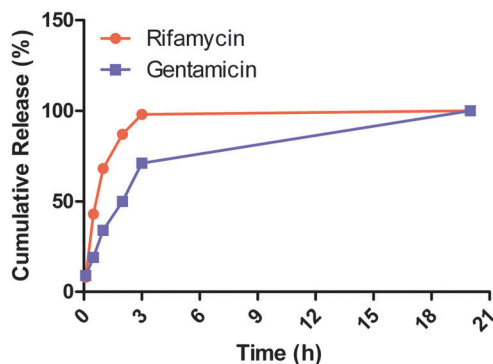 150
Rifamycin
Gentamicin
100
50
0
Cumulative Release (%)
0 3 6 9 12 15 18 21
Time (h)